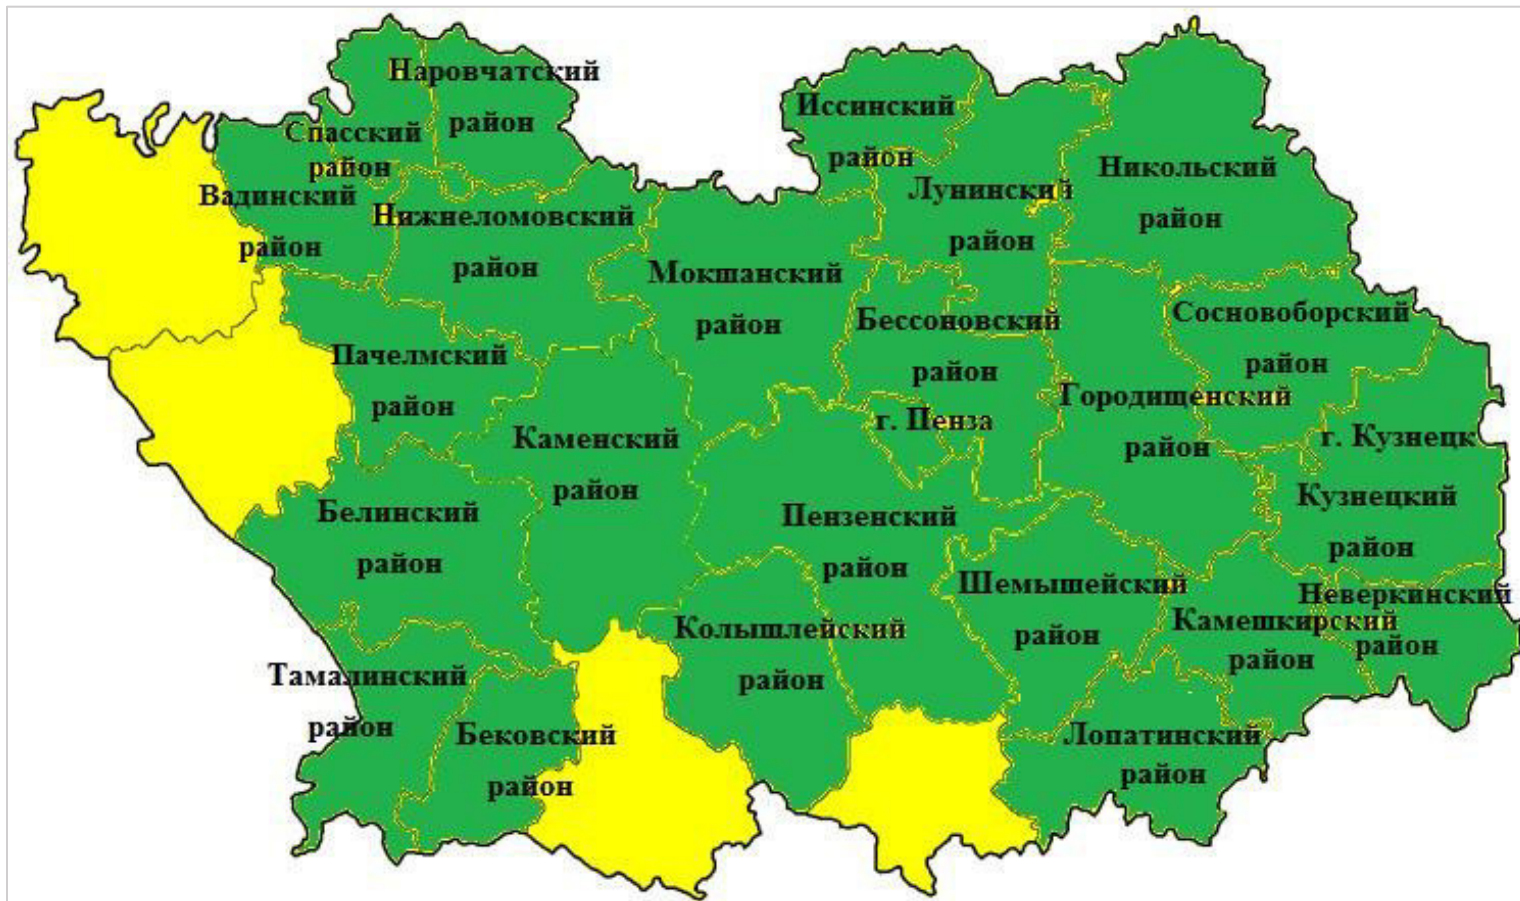 Наровчатский
район
Спасский
район
Вадинский
район
Нижнеломовский
район
Иссинский
район
Лунинский
район
Никольский
район
Мокшанский
район
Бессоновский
район
Сосновоборский
район
Пачелмский
район
Городищенский
район
г. Пенза
Каменский
район
г. Кузнецк
Кузнецкий
район
Белинский
район
Пензенский
район
Шемышейский
район
Неверкинский
район
Камешкирский
район
Колышлейский
район
Тамалинский
район
Бековский
район
Лопатинский
район